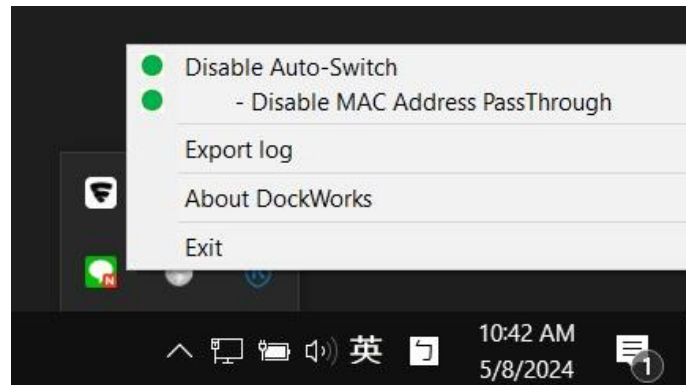 Disable Auto-Switch
- Disable MAC Address PassThrough
Export log
About DockWorks
Exit
N
英
ㄅ
10:42 AM
5/8/2024
1